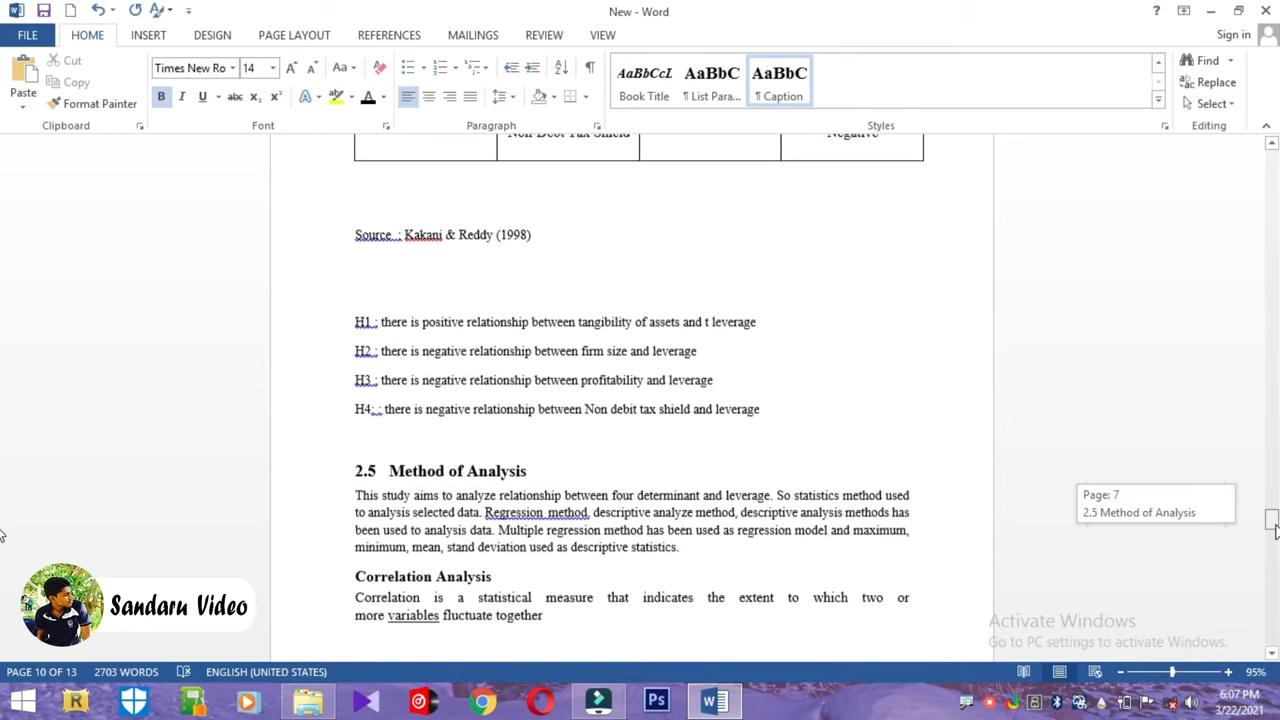 New - Word
FILE HOME INSERT DESIGN PAGE LAYOUT REFERENCES MAILINGS REVIEW VIEW Sign in
Paste Cut Copy Format Painter Clipboard
Times New Ro 14 Font
Paragraph
AaBbCcL AaBbC AaBbC
Book Title ¶ List Para... ¶ Caption Styles
Find Replace Select Editing
Non-Debt Tax Shield Negative
Source : Kakani & Reddy (1998)
H1 : there is positive relationship between tangibility of assets and t leverage
H2 : there is negative relationship between firm size and leverage
H3 : there is negative relationship between profitability and leverage
H4: : there is negative relationship between Non debit tax shield and leverage
2.5 Method of Analysis
This study aims to analyze relationship between four determinant and leverage. So statistics method used
to analysis selected data. Regression method, descriptive analyze method, descriptive analysis methods has
been used to analysis data. Multiple regression method has been used as regression model and maximum,
minimum, mean, stand deviation used as descriptive statistics.
Correlation Analysis
Correlation is a statistical measure that indicates the extent to which two or
more variables fluctuate together
Page: 7
2.5 Method of Analysis
Sandaru Video
Activate Windows
Go to PC settings to activate Windows.
PAGE 10 OF 13 2703 WORDS ENGLISH (UNITED STATES) 95%
6:07 PM
3/22/2021